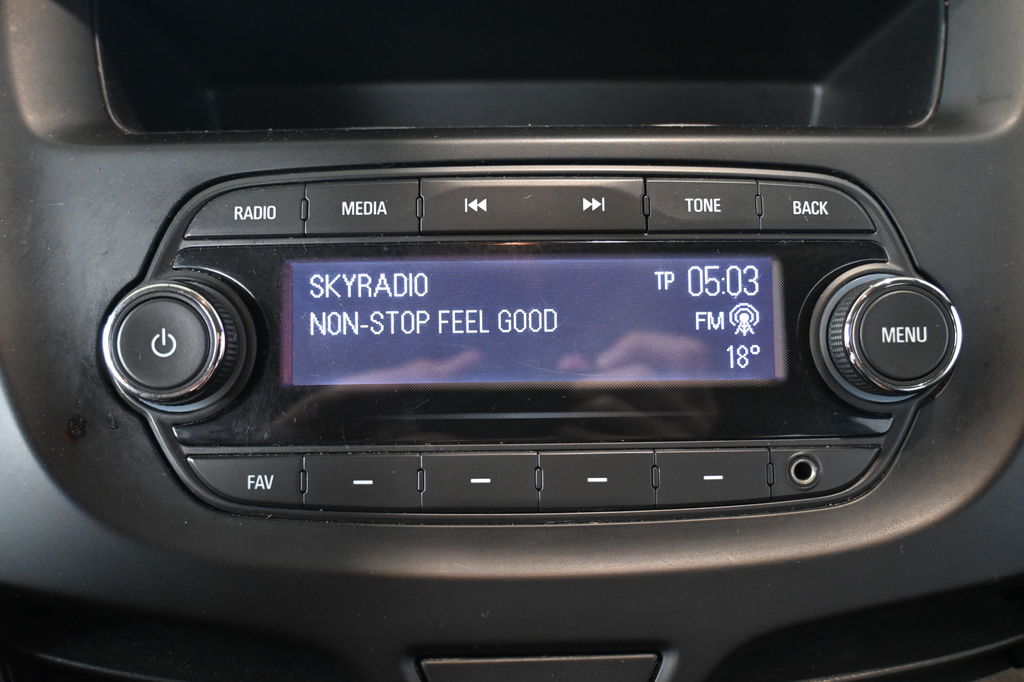 RADIO MEDIA TONE BACK
SKYRADIO TP 05:03
NON-STOP FEEL GOOD FM
18°
MENU
FAV